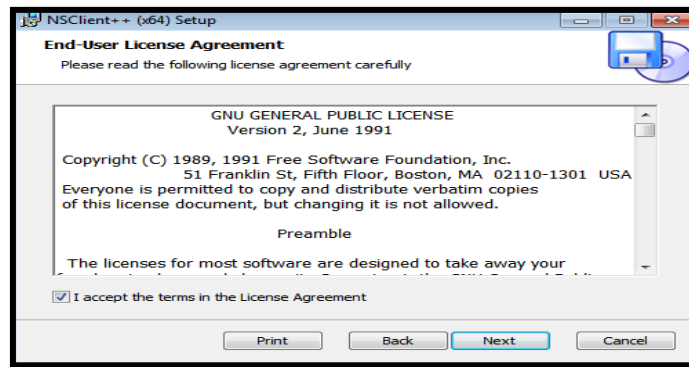 NSClient++ (x64) Setup
End-User License Agreement
Please read the following license agreement carefully
GNU GENERAL PUBLIC LICENSE
Version 2, June 1991
Copyright (C) 1989, 1991 Free Software Foundation, Inc.
51 Franklin St, Fifth Floor, Boston, MA 02110-1301 USA
Everyone is permitted to copy and distribute verbatim copies
of this license document, but changing it is not allowed.
Preamble
The licenses for most software are designed to take away your
I accept the terms in the License Agreement
Print Back Next Cancel